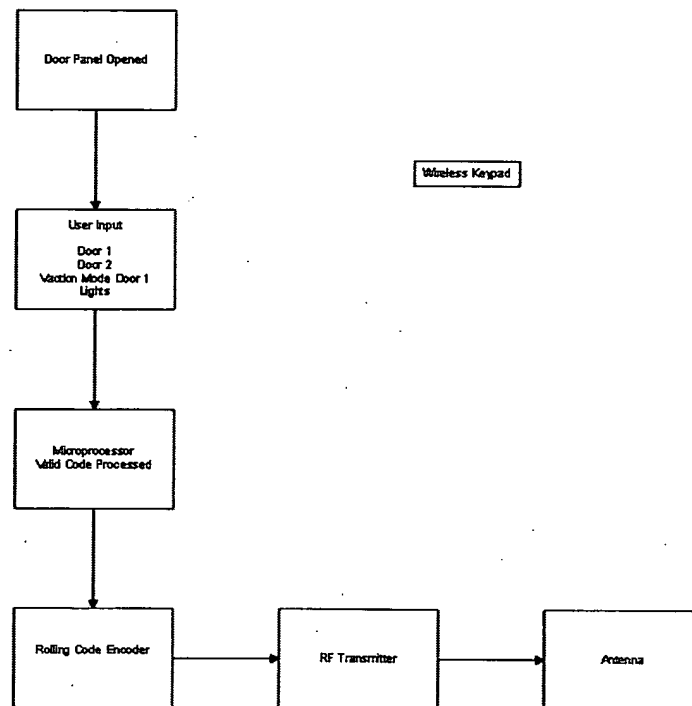 Door Panel Opened
Wireless Keypad
User Input
Door 1
Door 2
Vaction Mode Door 1
Lights
Microprocessor
Valid Code Processed
Rolling Code Encoder
RF Transmitter
Antenna